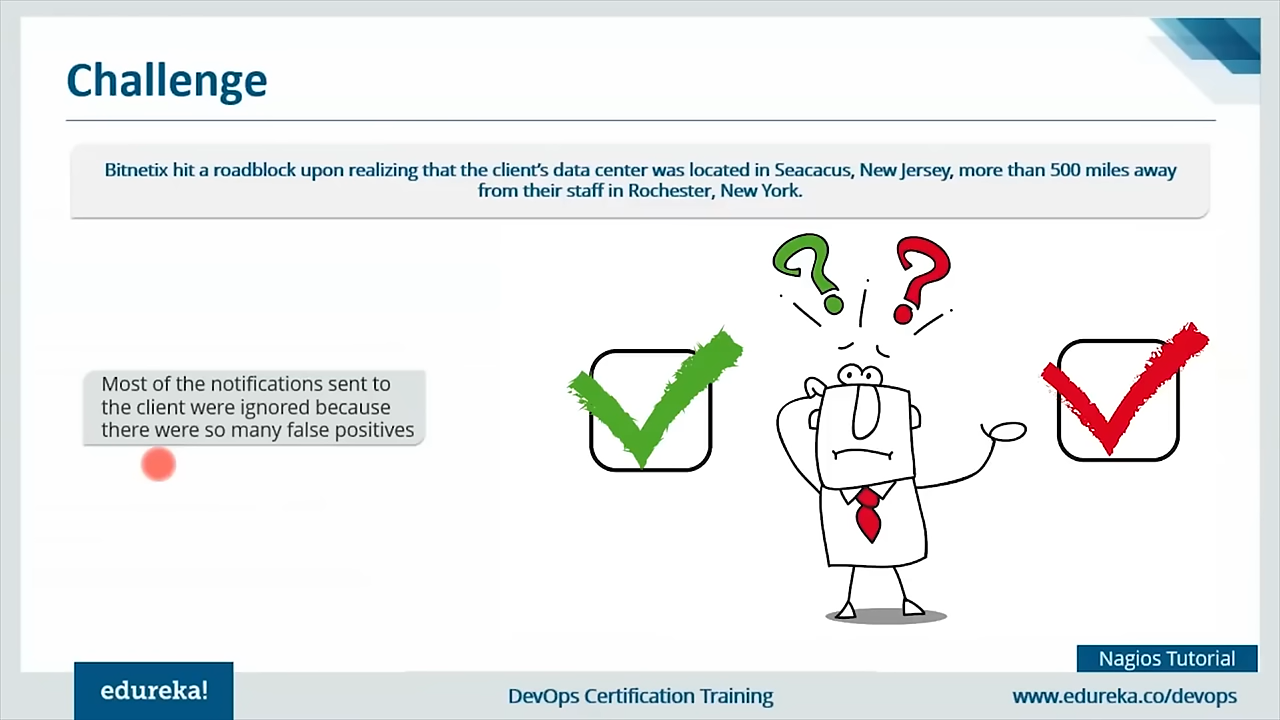 Challenge
Bitnetix hit a roadblock upon realizing that the client’s data center was located in Seacacus, New Jersey, more than 500 miles away
from their staff in Rochester, New York.
Most of the notifications sent to
the client were ignored because
there were so many false positives
Nagios Tutorial
edureka!
DevOps Certification Training
www.edureka.co/devops